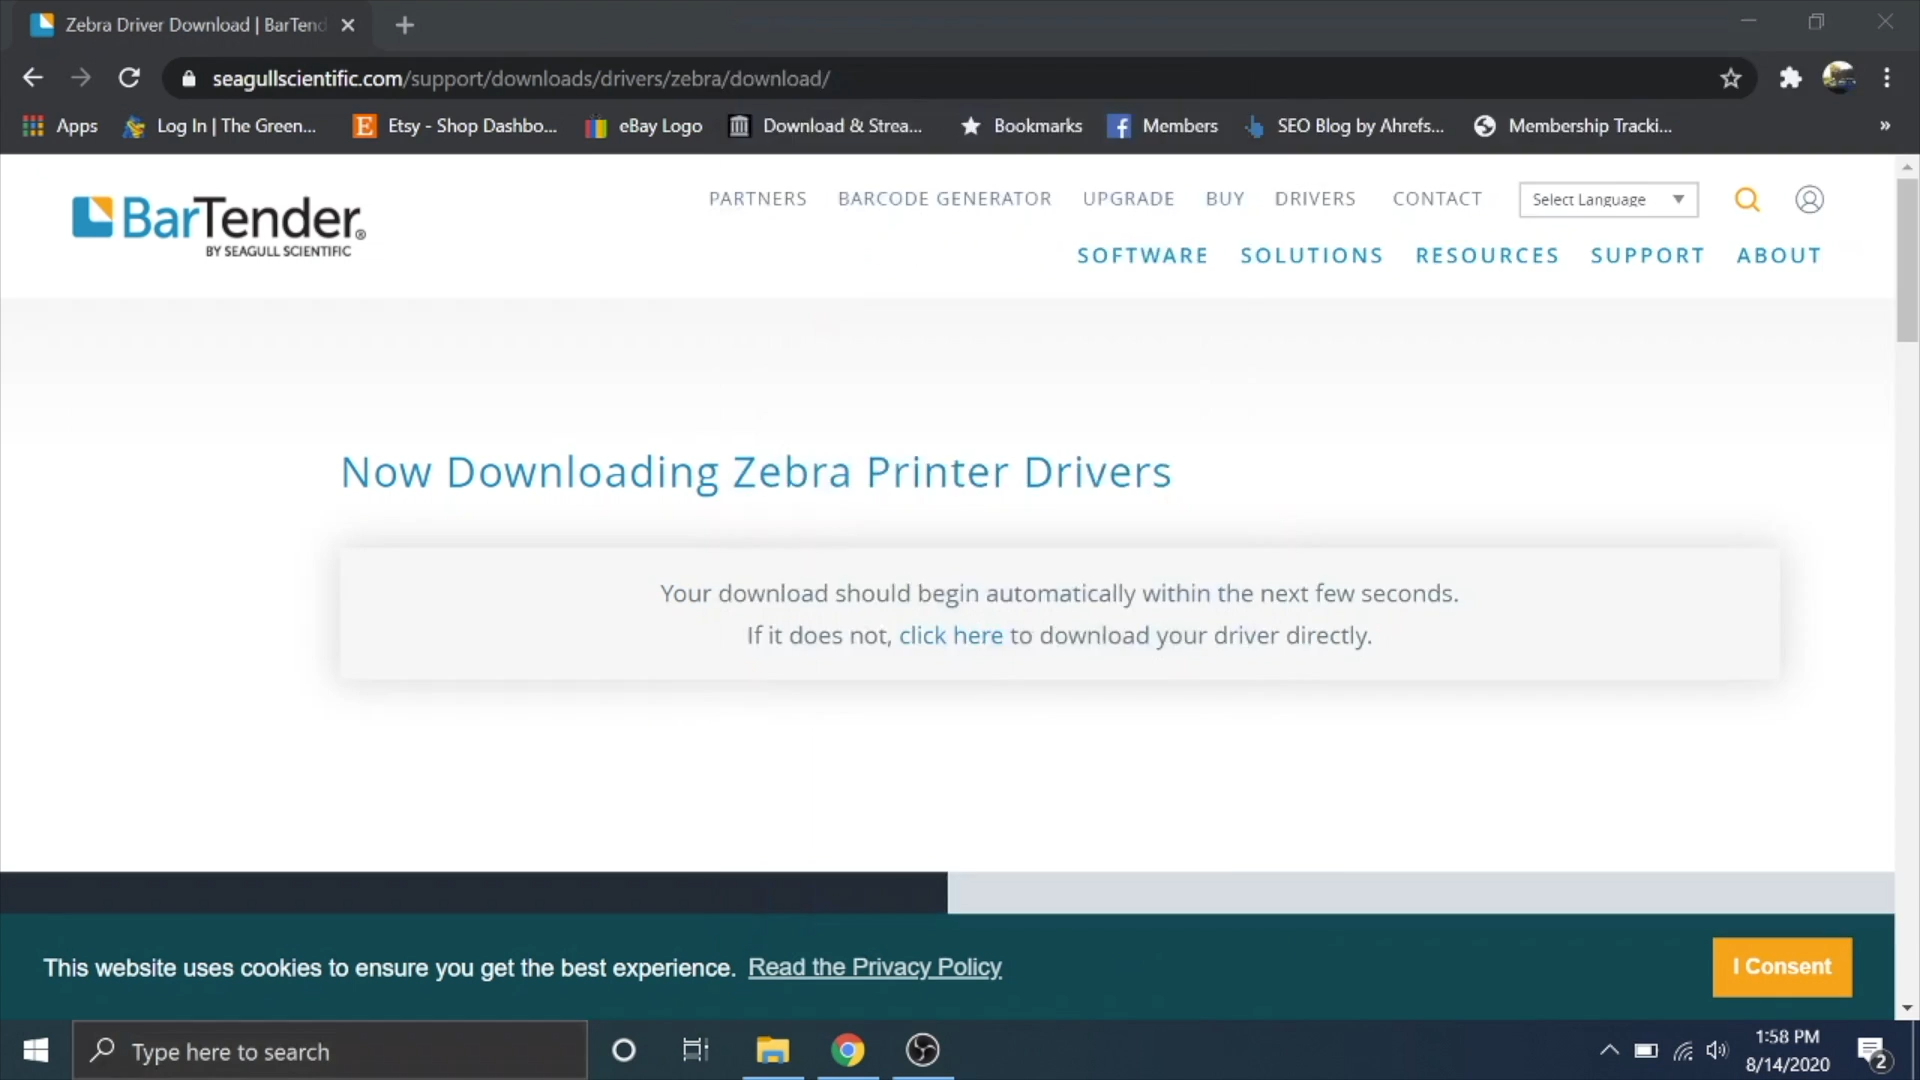 Zebra Driver Download | BarTend
seagullscientific.com/support/downloads/drivers/zebra/download/
Apps
Log In | The Green...
Etsy - Shop Dashbo...
eBay Logo
Download & Strea...
Bookmarks
Members
SEO Blog by Ahrefs...
Membership Tracki...
»
BarTender®
BY SEAGULL SCIENTIFIC
PARTNERS
BARCODE GENERATOR
UPGRADE
BUY
DRIVERS
CONTACT
Select Language
SOFTWARE
SOLUTIONS
RESOURCES
SUPPORT
ABOUT
Now Downloading Zebra Printer Drivers
Your download should begin automatically within the next few seconds.
If it does not, click here to download your driver directly.
This website uses cookies to ensure you get the best experience. Read the Privacy Policy
I Consent
Type here to search
1:58 PM
8/14/2020
2